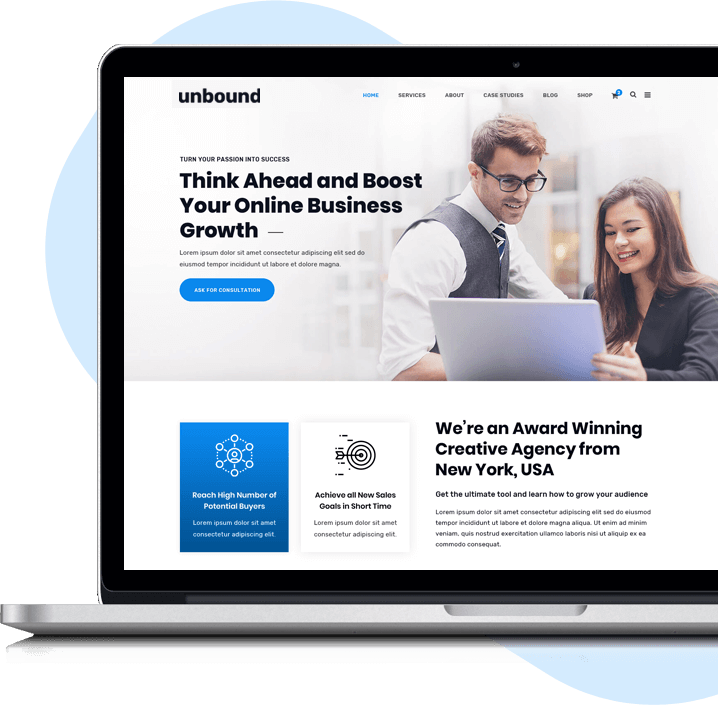 unbound
HOME SERVICES ABOUT CASE STUDIES BLOG SHOP
TURN YOUR PASSION INTO SUCCESS
Think Ahead and Boost
Your Online Business
Growth
Lorem ipsum dolor sit amet consectetur adipiscing elit sed do
eiusmod tempor incididunt ut labore et dolore magna.
ASK FOR CONSULTATION
Reach High Number of
Potential Buyers
Lorem ipsum dolor sit amet
consectetur adipiscing elit.
Achieve all New Sales
Goals in Short Time
Lorem ipsum dolor sit amet
consectetur adipiscing elit.
We’re an Award Winning
Creative Agency from
New York, USA
Get the ultimate tool and learn how to grow your audience
Lorem ipsum dolor sit amet consectetur adipiscing elit sed do eiusmod
tempor incididunt ut labore et dolore magna aliqua. Ut enim ad minim
veniam, quis nostrud exercitation ullamco laboris nisi ut aliquip ex ea
commodo consequat.